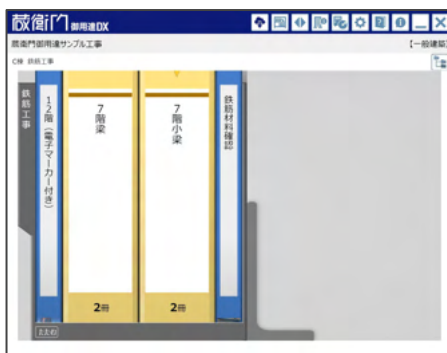 蔵衛門御用達DX
蔵衛門御用達サンプル工事
【一般建築】
C棟 鉄筋工事
鉄筋工事
12階（電子マーカー付き）
7階梁
7階小梁
鉄筋材料確認
2冊
2冊
たたむ